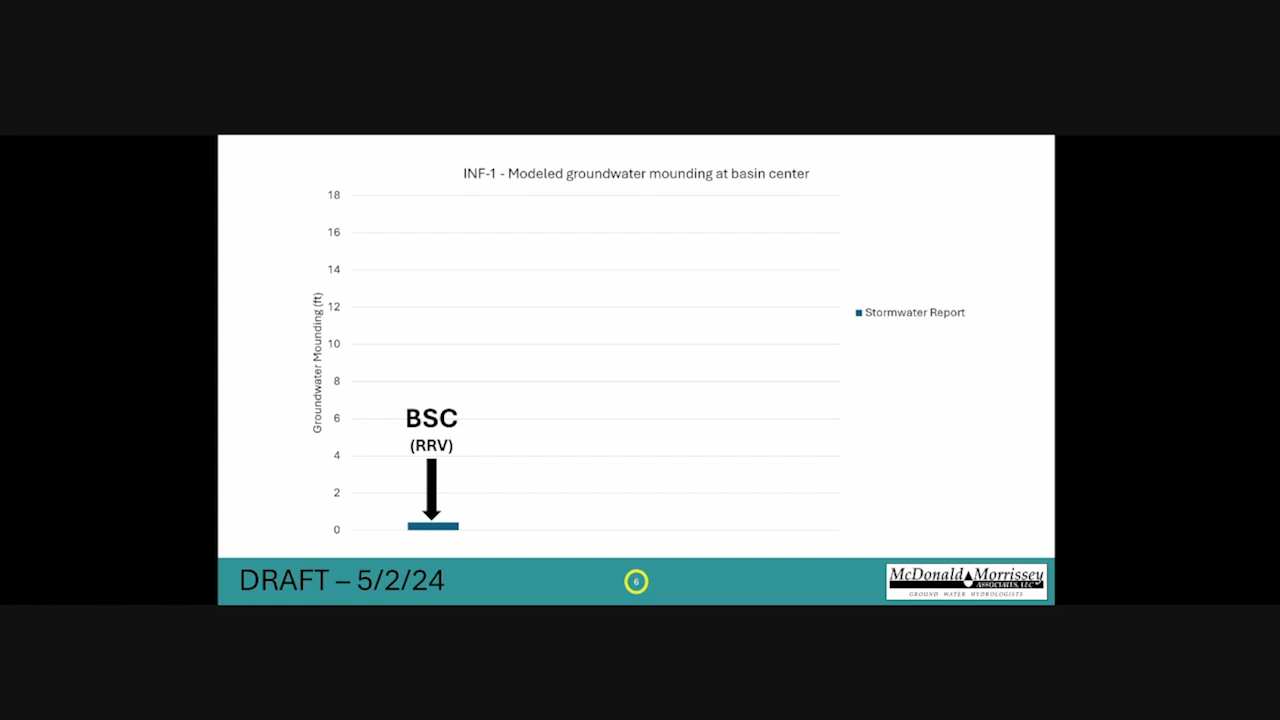 INF-1 - Modeled groundwater mounding at basin center
18
16
14
12
10
8
6
4
2
0
Groundwater Mounding (ft)
BSC
(RRV)
Stormwater Report
DRAFT – 5/2/24
6
McDonald Morrissey
ASSOCIATES, LLC
GROUND WATER HYDROLOGISTS